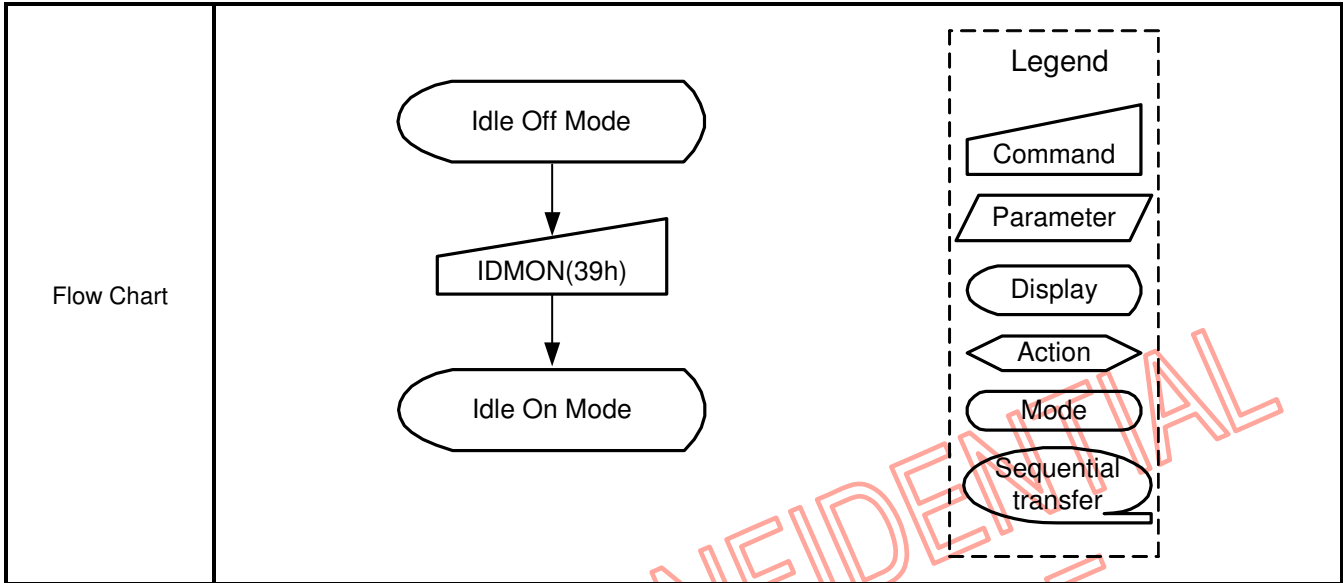 Flow Chart
Idle Off Mode
IDMON(39h)
Idle On Mode
Legend
Command
Parameter
Display
Action
Mode
Sequential
transfer